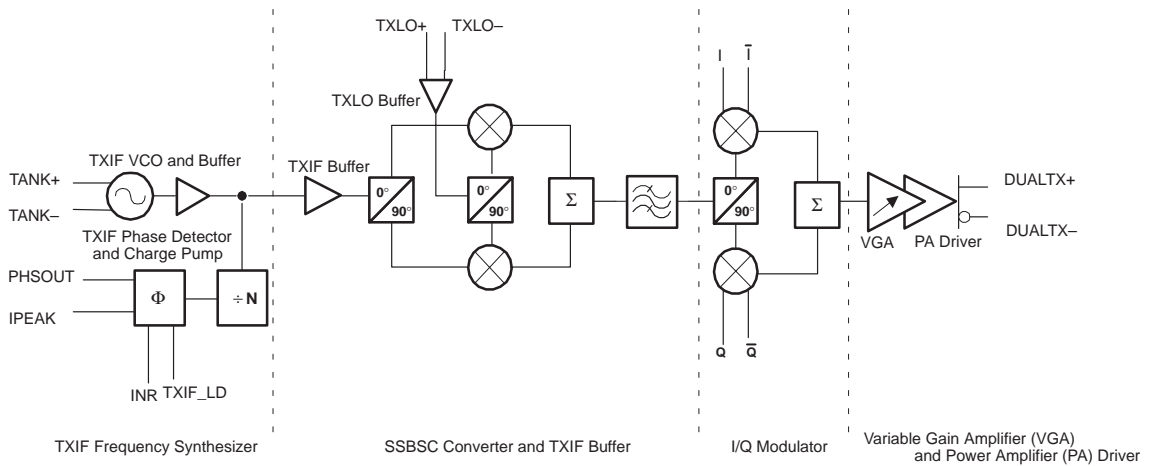 TXLO+ TXLO–
I Ī
TXLO Buffer
TXIF VCO and Buffer
TXIF Buffer
TANK+
TANK–
0°
90°
0°
90°
Σ
0°
90°
Σ
DUALTX+
DUALTX–
VGA
PA Driver
TXIF Phase Detector
and Charge Pump
PHSOUT
IPEAK
Φ
÷ N
Q Q̄
INR TXIF_LD
TXIF Frequency Synthesizer
SSBSC Converter and TXIF Buffer
I/Q Modulator
Variable Gain Amplifier (VGA)
and Power Amplifier (PA) Driver